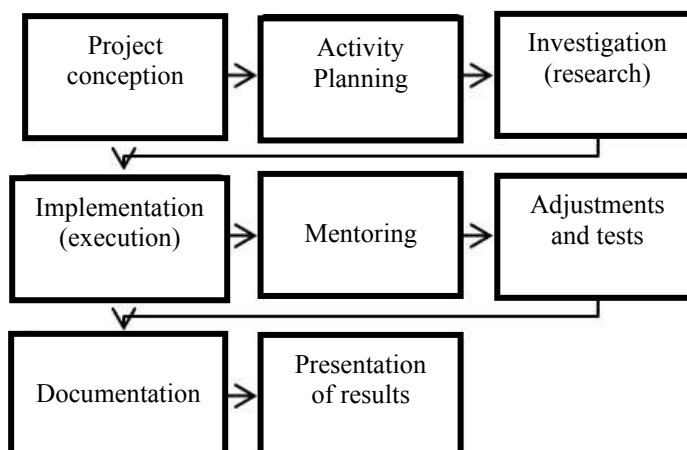 Project
conception
Activity
Planning
Investigation
(research)
Implementation
(execution)
Mentoring
Adjustments
and tests
Documentation
Presentation
of results